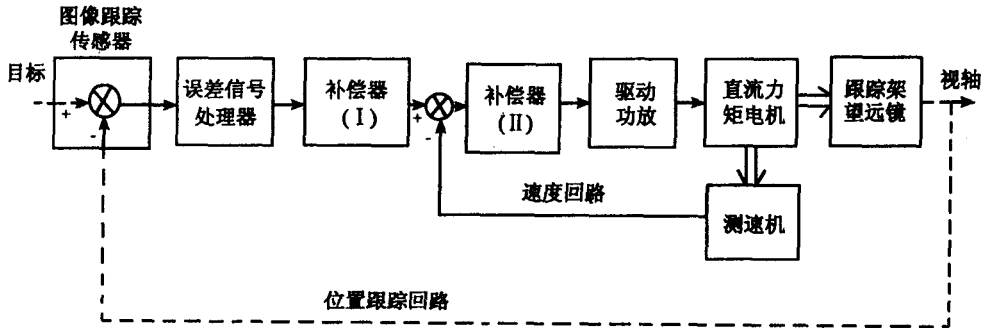 图像跟踪
传感器
目标
+
-
误差信号
处理器
补偿器
(Ⅰ)
+
-
补偿器
(Ⅱ)
驱动
功放
直流力
矩电机
跟踪架
望远镜
视轴
速度回路
测速机
位置跟踪回路